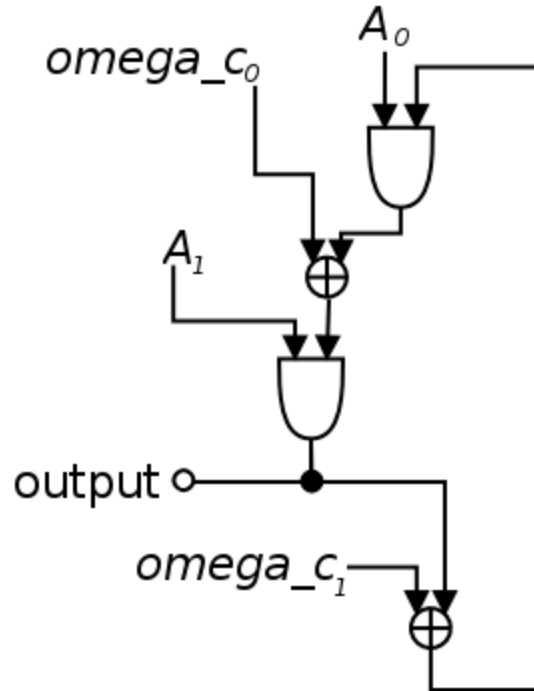 A₀
omega_c₀
A₁
output
omega_c₁